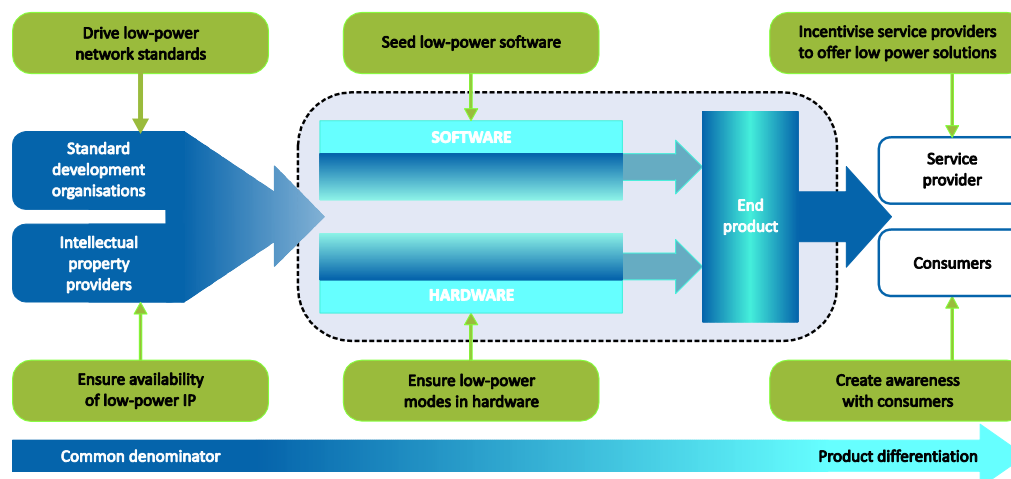 Drive low-power
network standards
Seed low-power software
Incentivise service providers
to offer low power solutions
Standard
development
organisations
SOFTWARE
Service
provider
End
product
Intellectual
property
providers
HARDWARE
Consumers
Ensure availability
of low-power IP
Ensure low-power
modes in hardware
Create awareness
with consumers
Common denominator
Product differentiation